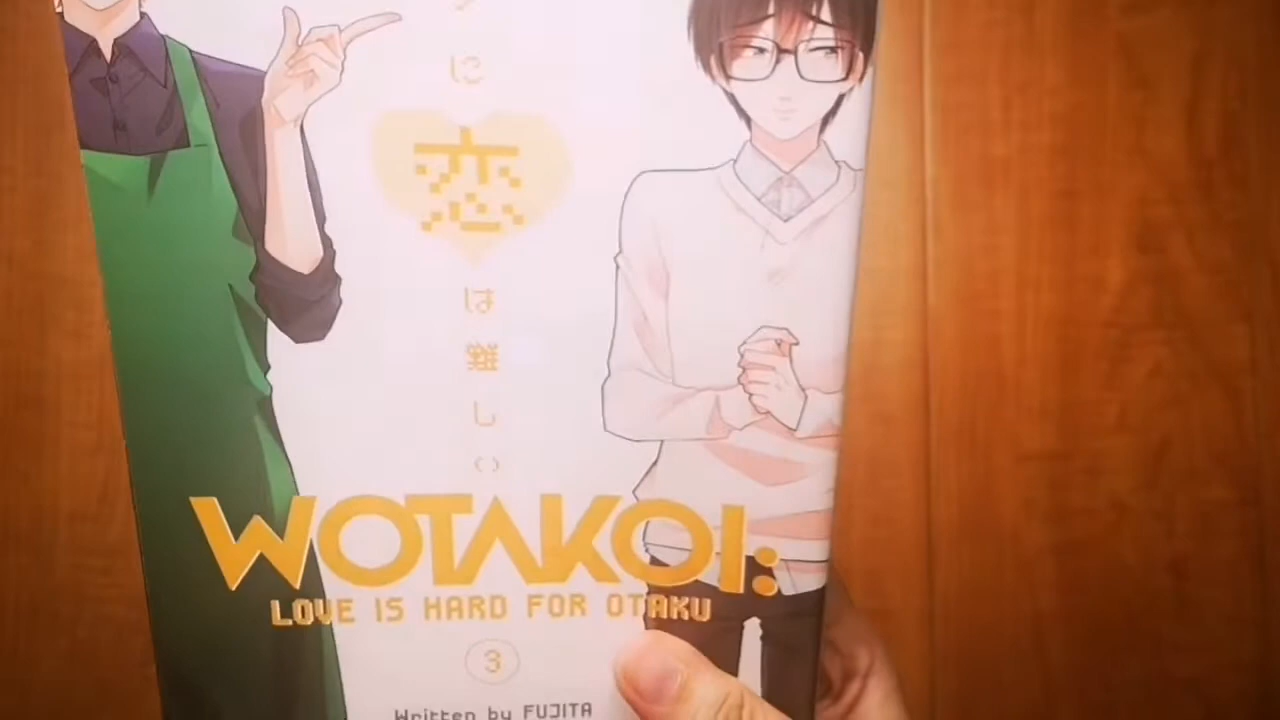 に
恋
は
難
し
い
WOTAKOI:
LOVE IS HARD FOR OTAKU
3
Written by FUJITA